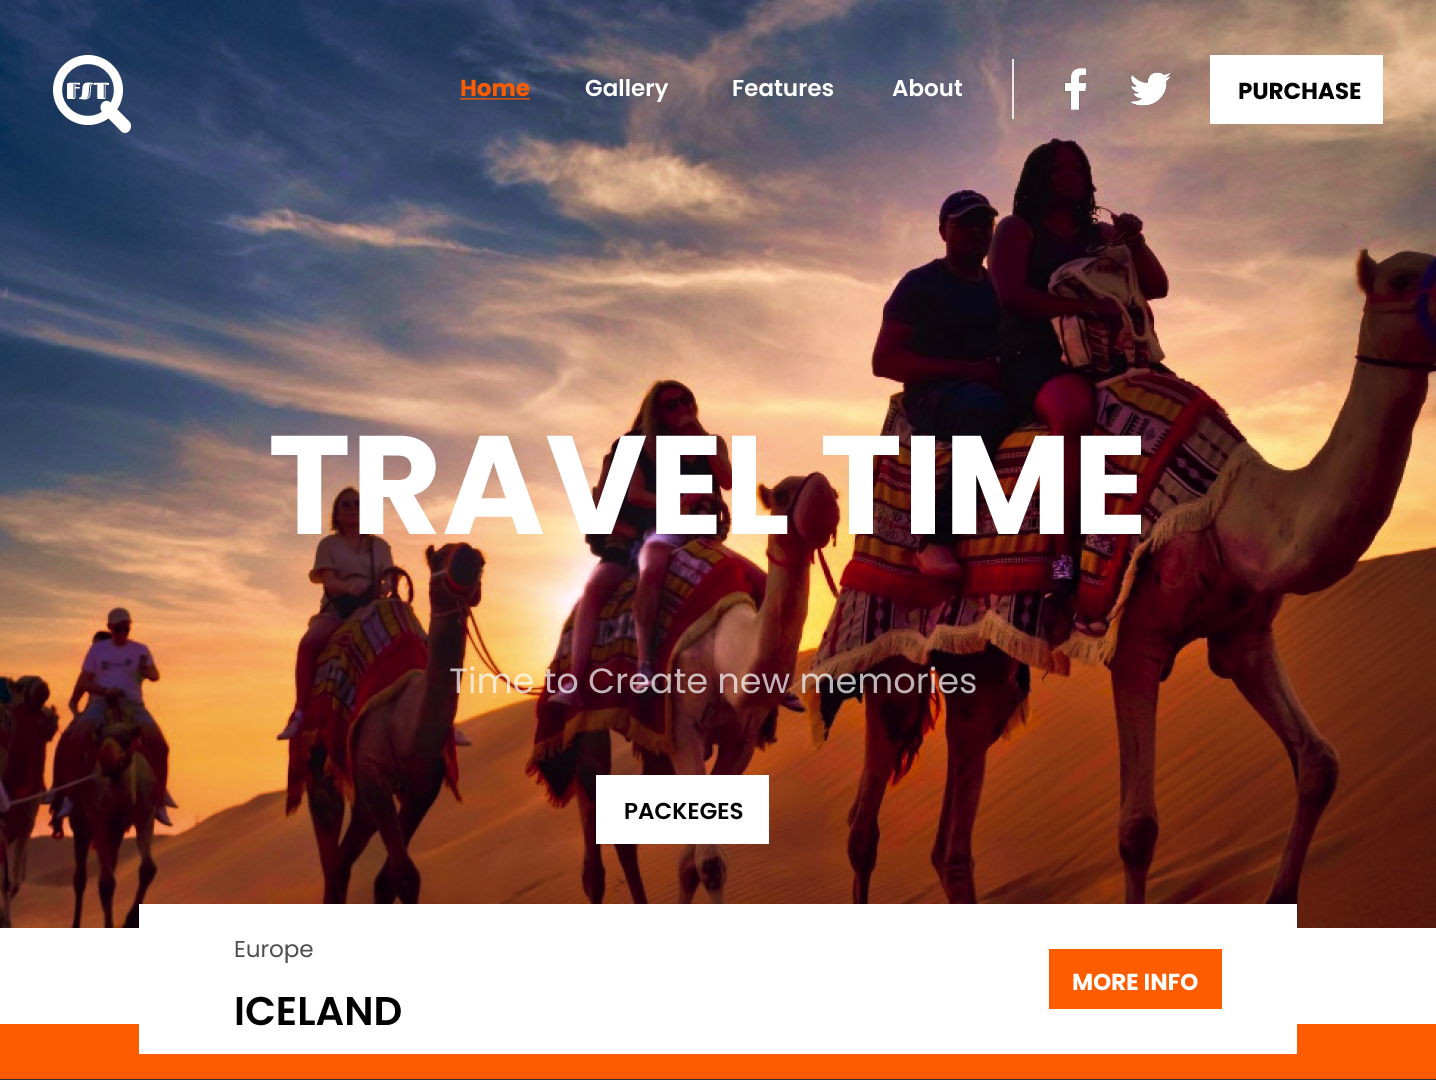 FST
Home Gallery Features About PURCHASE
TRAVEL TIME
Time to Create new memories
PACKEGES
Europe
ICELAND
MORE INFO